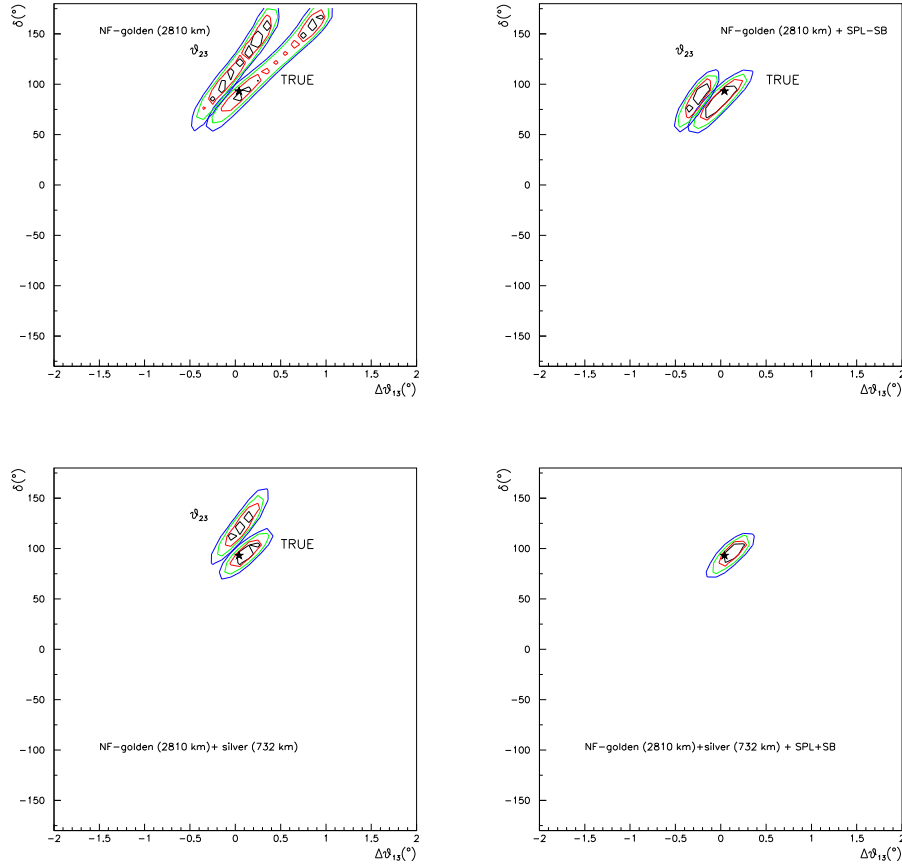 δ(°)
NF-golden (2810 km)
ϑ23
TRUE
150
100
50
0
-50
-100
-150
-2 -1.5 -1 -0.5 0 0.5 1 1.5 2
Δϑ13(°)
δ(°)
NF-golden (2810 km) + SPL-SB
ϑ23
TRUE
150
100
50
0
-50
-100
-150
-2 -1.5 -1 -0.5 0 0.5 1 1.5 2
Δϑ13(°)
δ(°)
ϑ23
TRUE
150
100
50
0
-50
-100
-150
NF-golden (2810 km)+ silver (732 km)
-2 -1.5 -1 -0.5 0 0.5 1 1.5 2
Δϑ13(°)
δ(°)
150
100
50
0
-50
-100
-150
NF-golden (2810 km)+silver (732 km) + SPL+SB
-2 -1.5 -1 -0.5 0 0.5 1 1.5 2
Δϑ13(°)